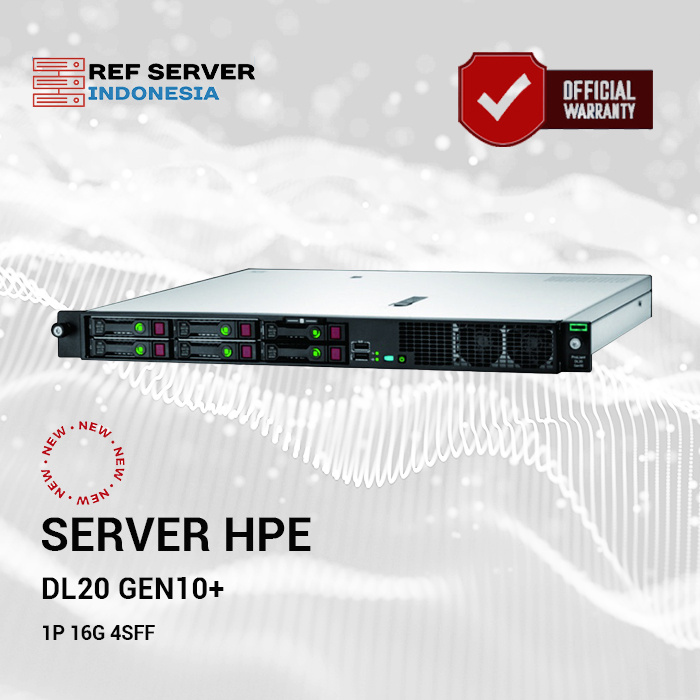 REF SERVER
INDONESIA
OFFICIAL
WARRANTY
NEW • NEW • NEW • NEW • NEW •
SERVER HPE
DL20 GEN10+
1P 16G 4SFF